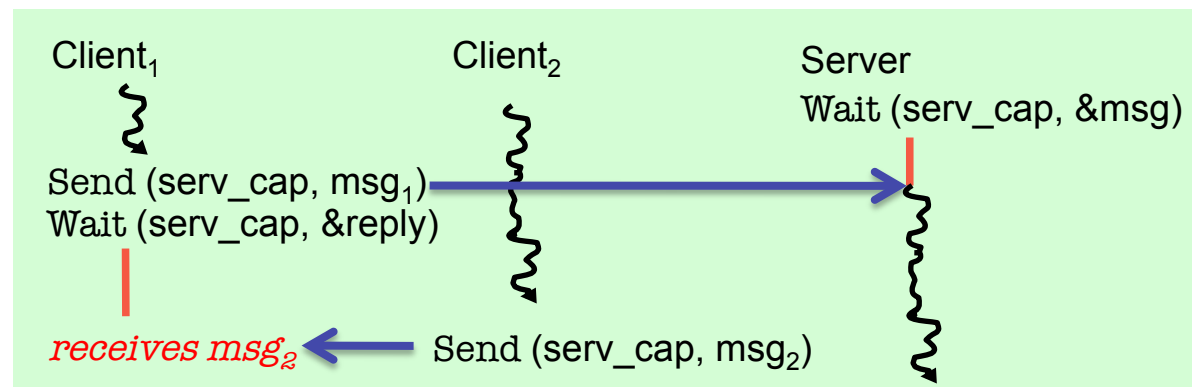 Client₁ Client₂ Server
Wait (serv_cap, &msg)
Send (serv_cap, msg₁)
Wait (serv_cap, &reply)
receives msg₂ Send (serv_cap, msg₂)